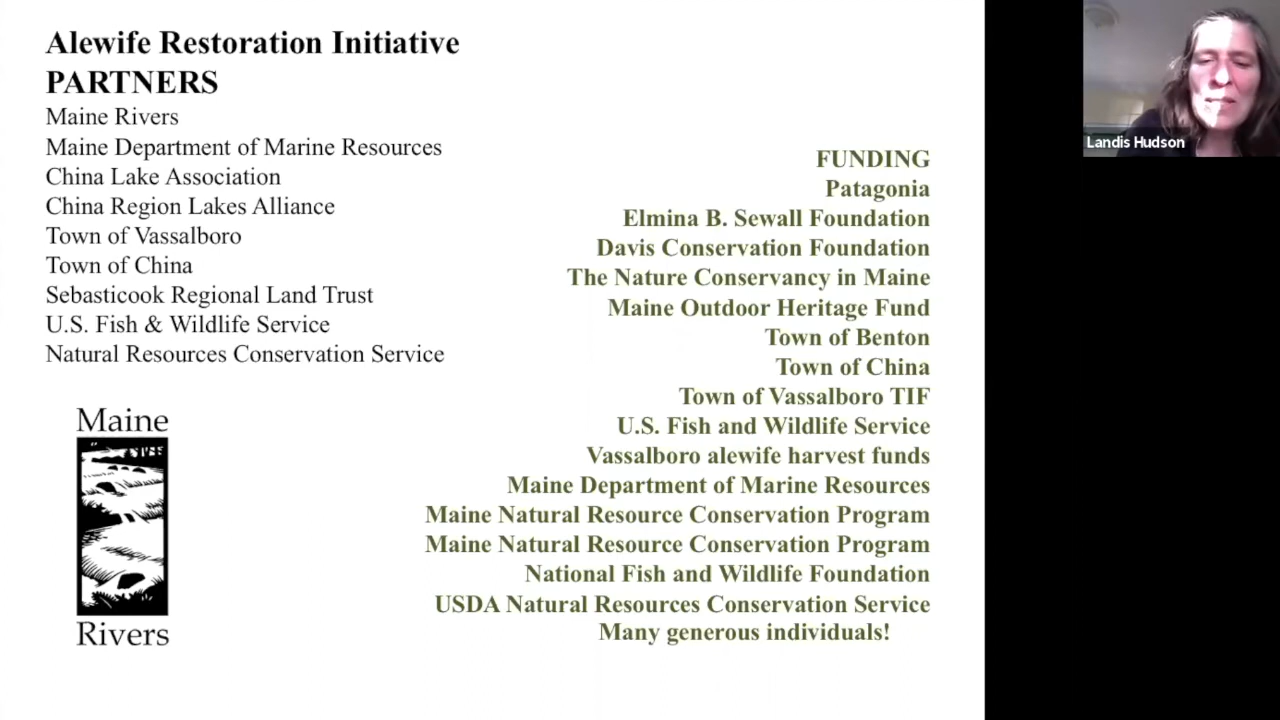 Alewife Restoration Initiative
PARTNERS
Maine Rivers
Maine Department of Marine Resources
China Lake Association
China Region Lakes Alliance
Town of Vassalboro
Town of China
Sebasticook Regional Land Trust
U.S. Fish & Wildlife Service
Natural Resources Conservation Service
Maine
Rivers
FUNDING
Patagonia
Elmina B. Sewall Foundation
Davis Conservation Foundation
The Nature Conservancy in Maine
Maine Outdoor Heritage Fund
Town of Benton
Town of China
Town of Vassalboro TIF
U.S. Fish and Wildlife Service
Vassalboro alewife harvest funds
Maine Department of Marine Resources
Maine Natural Resource Conservation Program
Maine Natural Resource Conservation Program
National Fish and Wildlife Foundation
USDA Natural Resources Conservation Service
Many generous individuals!
Landis Hudson